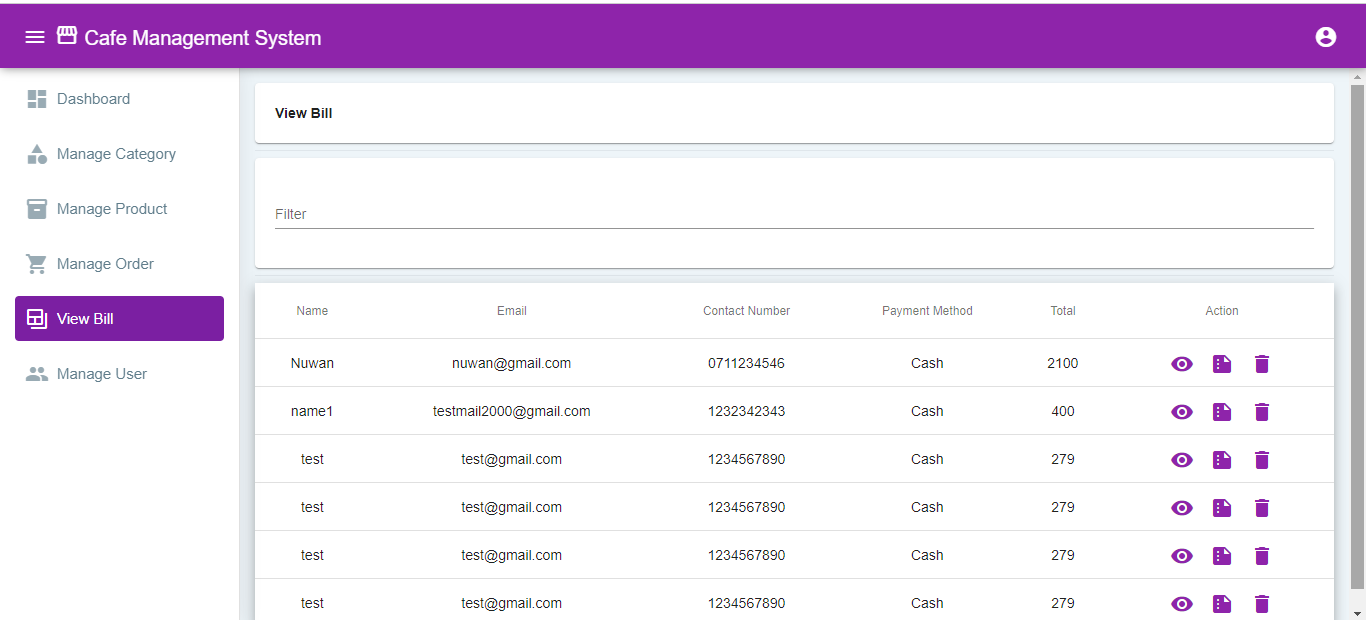 Cafe Management System
Dashboard
Manage Category
Manage Product
Manage Order
View Bill
Manage User
View Bill
Filter
Name Email Contact Number Payment Method Total Action
Nuwan nuwan@gmail.com 0711234546 Cash 2100
name1 testmail2000@gmail.com 1232342343 Cash 400
test test@gmail.com 1234567890 Cash 279
test test@gmail.com 1234567890 Cash 279
test test@gmail.com 1234567890 Cash 279
test test@gmail.com 1234567890 Cash 279